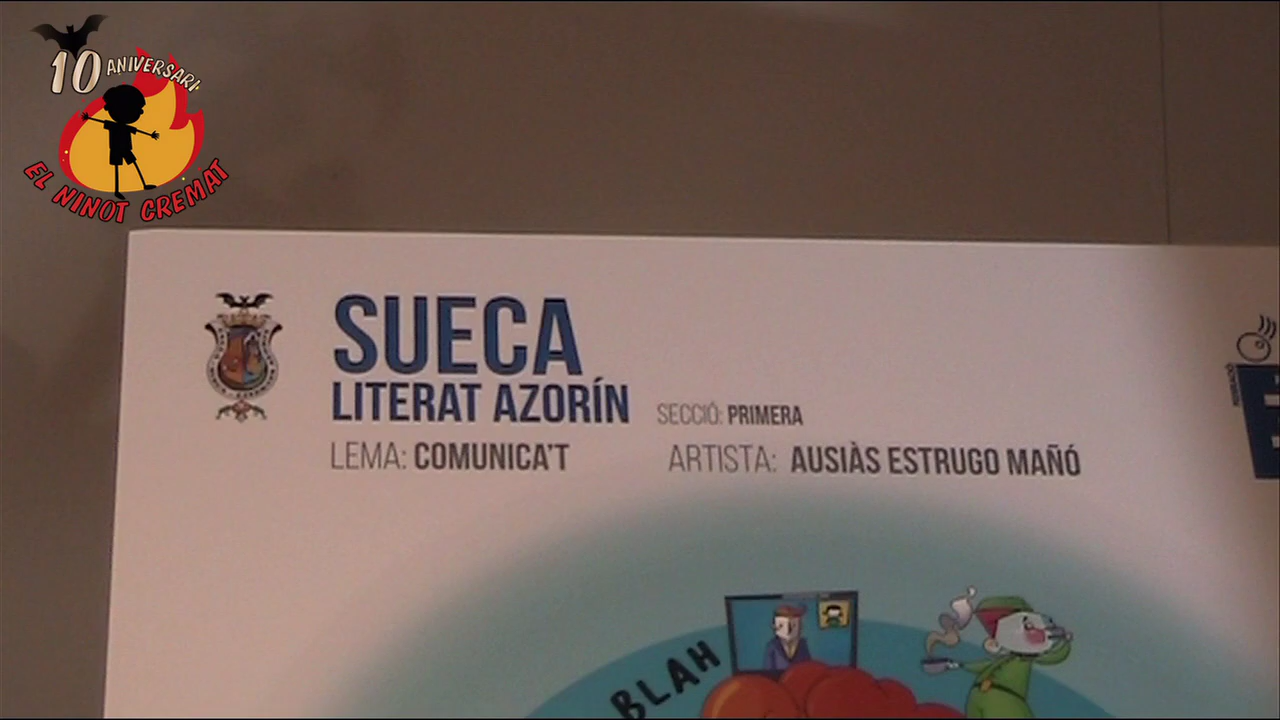 10 ANIVERSARI
EL NINOT CREMAT
SUECA
LITERAT AZORÍN
SECCIÓ: PRIMERA
LEMA: COMUNICA'T
ARTISTA: AUSIÀS ESTRUGO MAÑÓ
BLAH